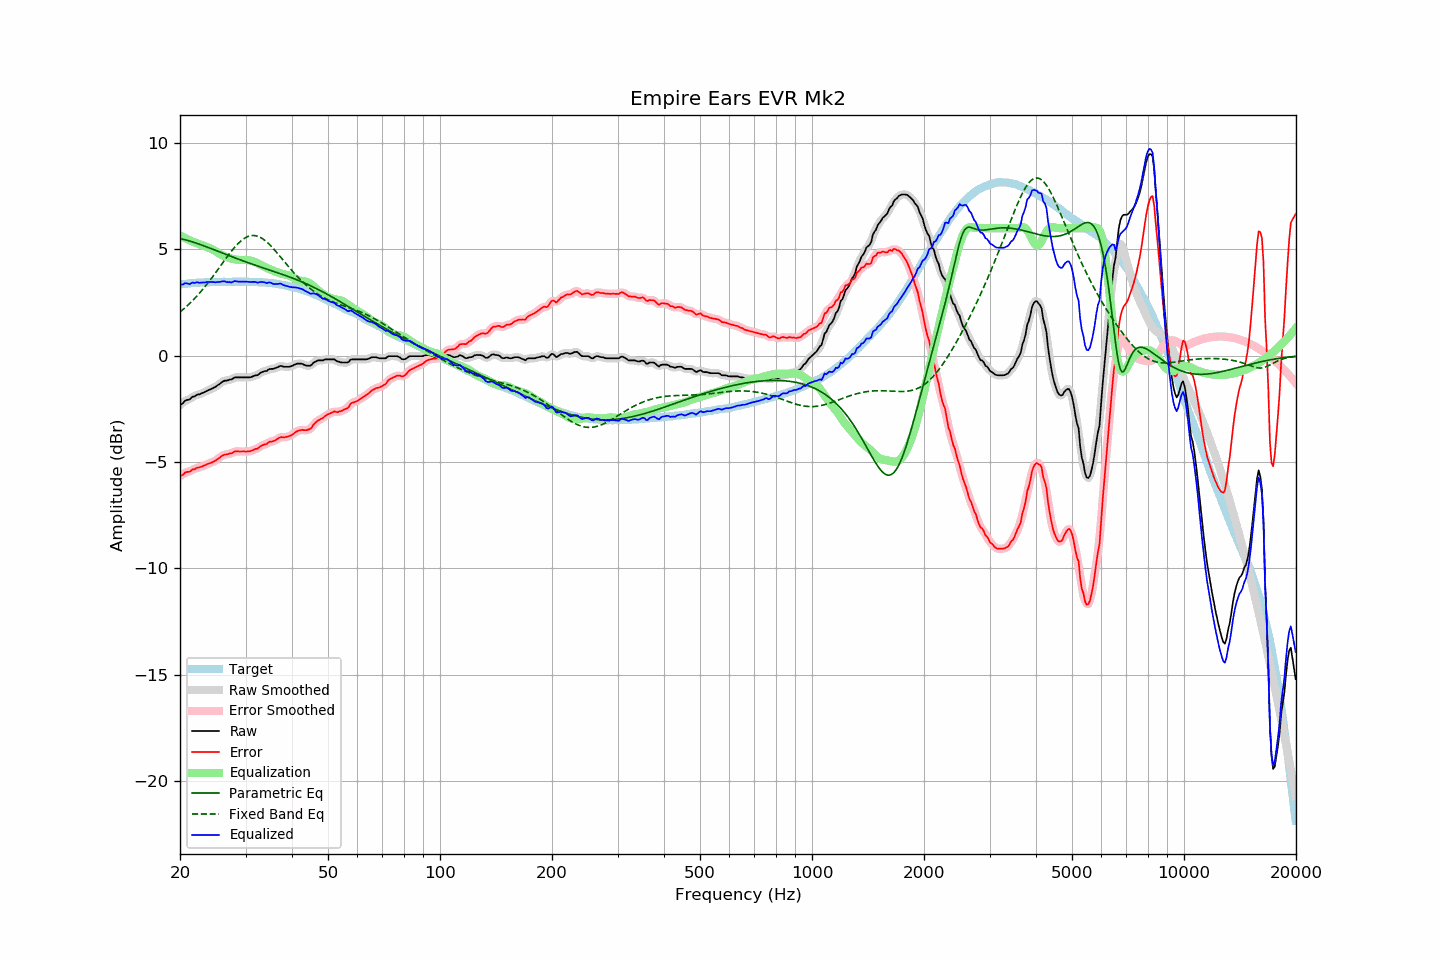 Empire Ears EVR Mk2
10
5
0
−5
−10
−15
−20
Amplitude (dBr)
Target
Raw Smoothed
Error Smoothed
Raw
Error
Equalization
Parametric Eq
Fixed Band Eq
Equalized
20 50 100 200 500 1000 2000 5000 10000 20000
Frequency (Hz)